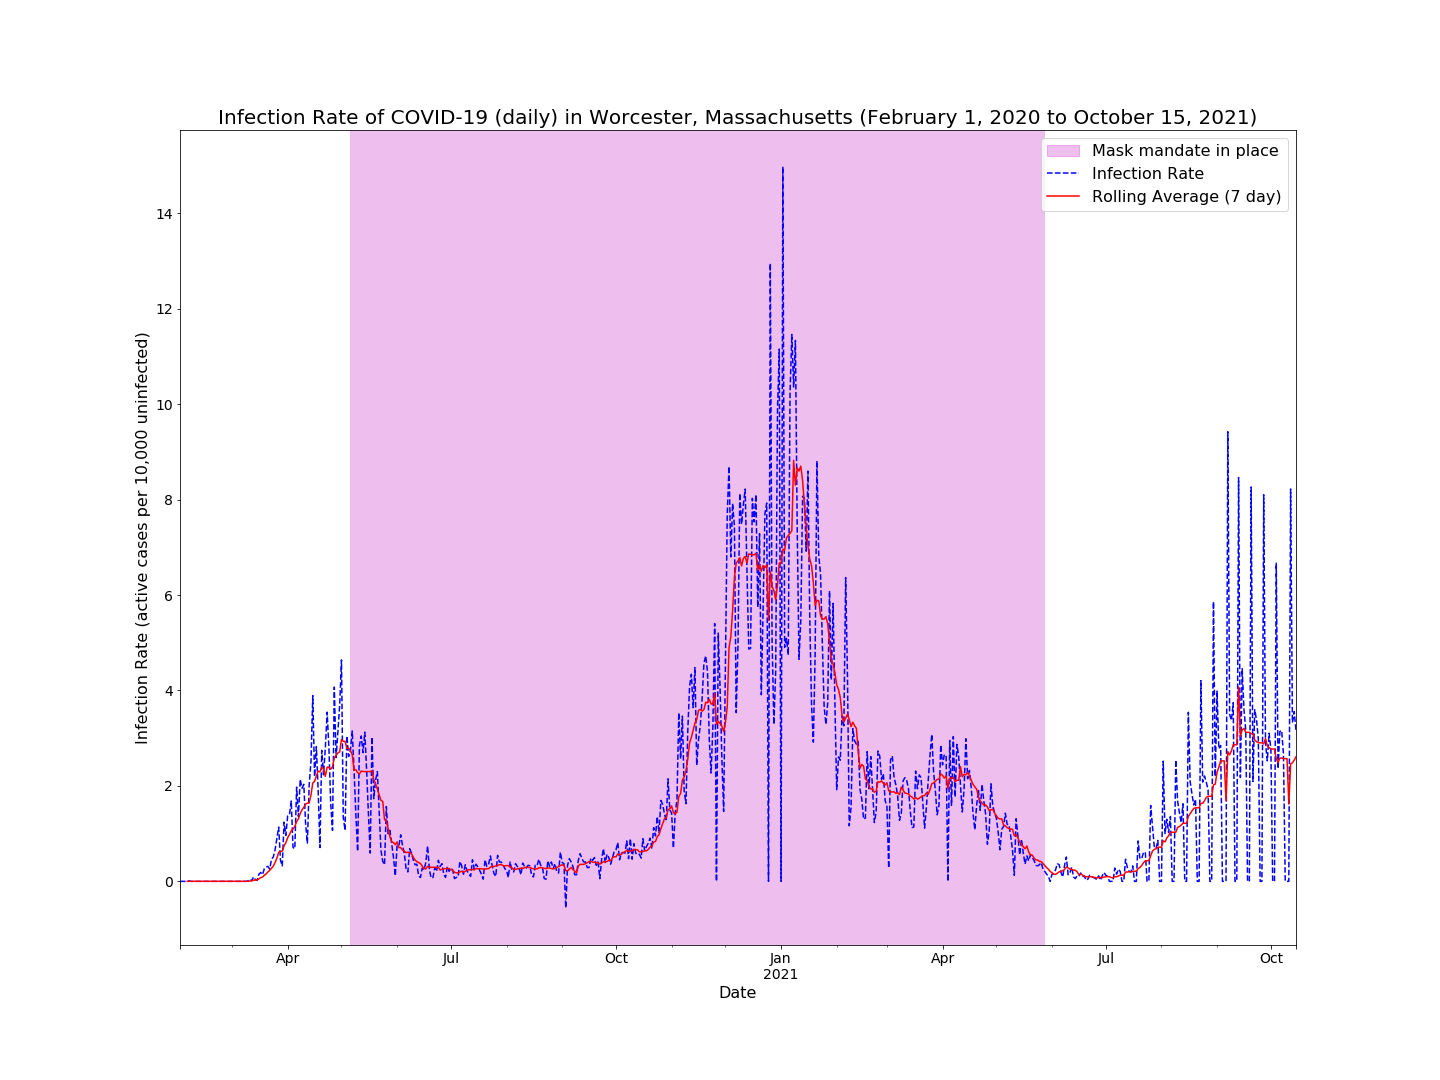 Infection Rate of COVID-19 (daily) in Worcester, Massachusetts (February 1, 2020 to October 15, 2021)
Mask mandate in place
Infection Rate
Rolling Average (7 day)
Infection Rate (active cases per 10,000 uninfected)
14
12
10
8
6
4
2
0
Apr Jul Oct Jan Apr Jul Oct
2021
Date